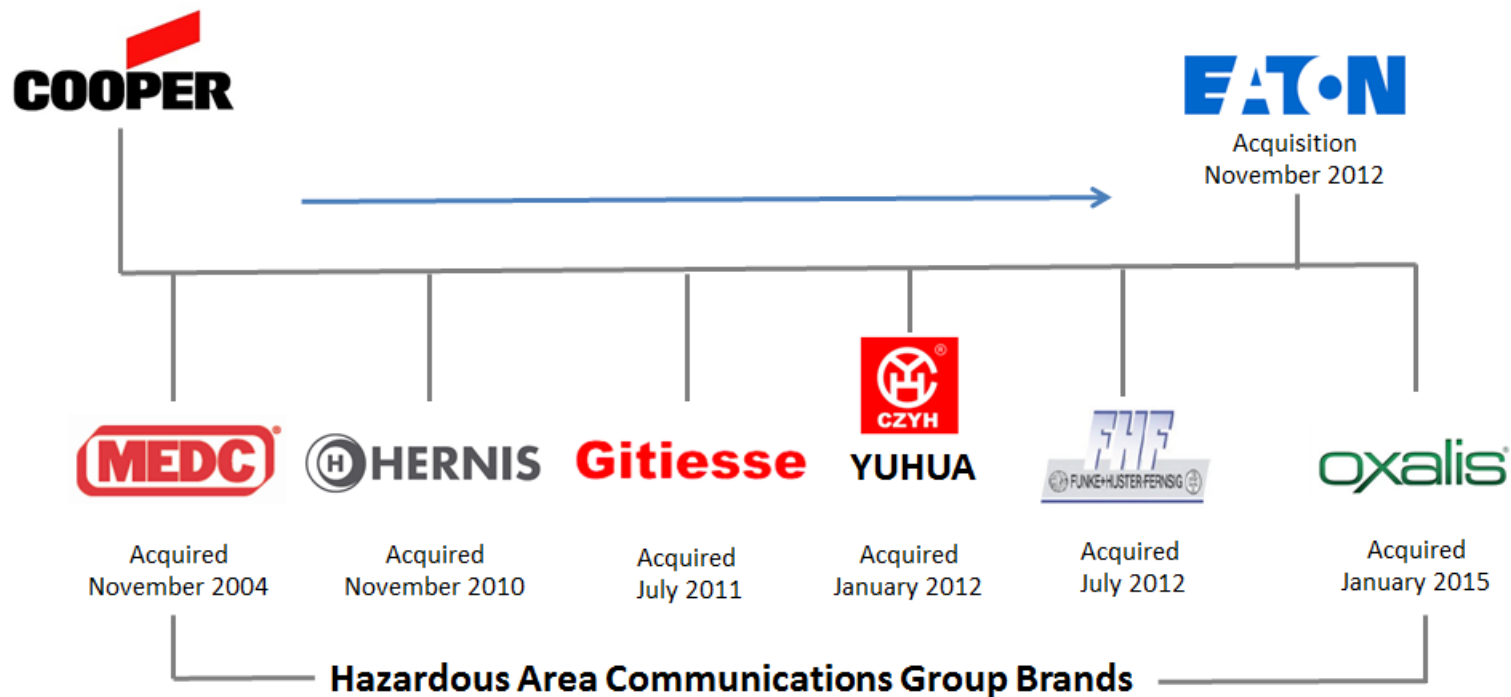 COOPER
EATON
Acquisition
November 2012
MEDC®
H HERNIS
Gitiesse
YHC®
CZYH
YUHUA
FHF
FUNKE+HUSTER-FERNSIG
oxalis®
Acquired
November 2004
Acquired
November 2010
Acquired
July 2011
Acquired
January 2012
Acquired
July 2012
Acquired
January 2015
Hazardous Area Communications Group Brands